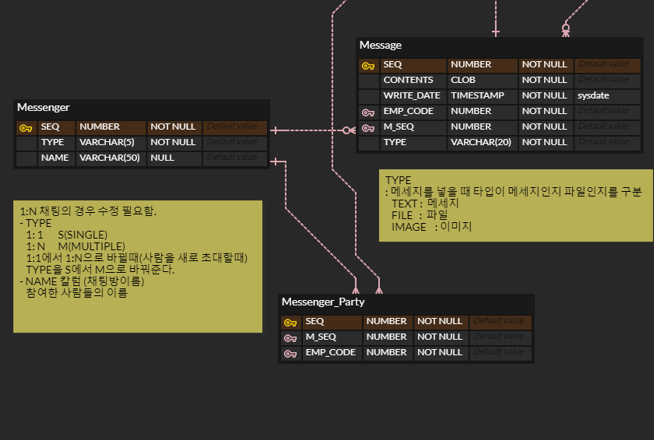 Message
SEQ NUMBER NOT NULL Default value
CONTENTS CLOB NOT NULL Default value
WRITE_DATE TIMESTAMP NOT NULL sysdate
EMP_CODE NUMBER NOT NULL Default value
M_SEQ NUMBER NOT NULL Default value
TYPE VARCHAR(20) NOT NULL Default value
Messenger
SEQ NUMBER NOT NULL Default value
TYPE VARCHAR(5) NOT NULL Default value
NAME VARCHAR(50) NULL Default value
TYPE
: 메세지를 넣을 때 타입이 메세지인지 파일인지를 구분
TEXT : 메세지
FILE : 파일
IMAGE : 이미지
1:N 채팅의 경우 수정 필요함.
- TYPE
1: 1 S(SINGLE)
1: N M(MULTIPLE)
1:1에서 1:N으로 바뀔때(사람을 새로 초대할때)
TYPE을 S에서 M으로 바꿔준다.
- NAME 칼럼 (채팅방이름)
참여한 사람들의 이름
Messenger_Party
SEQ NUMBER NOT NULL Default value
M_SEQ NUMBER NOT NULL Default value
EMP_CODE NUMBER NOT NULL Default value